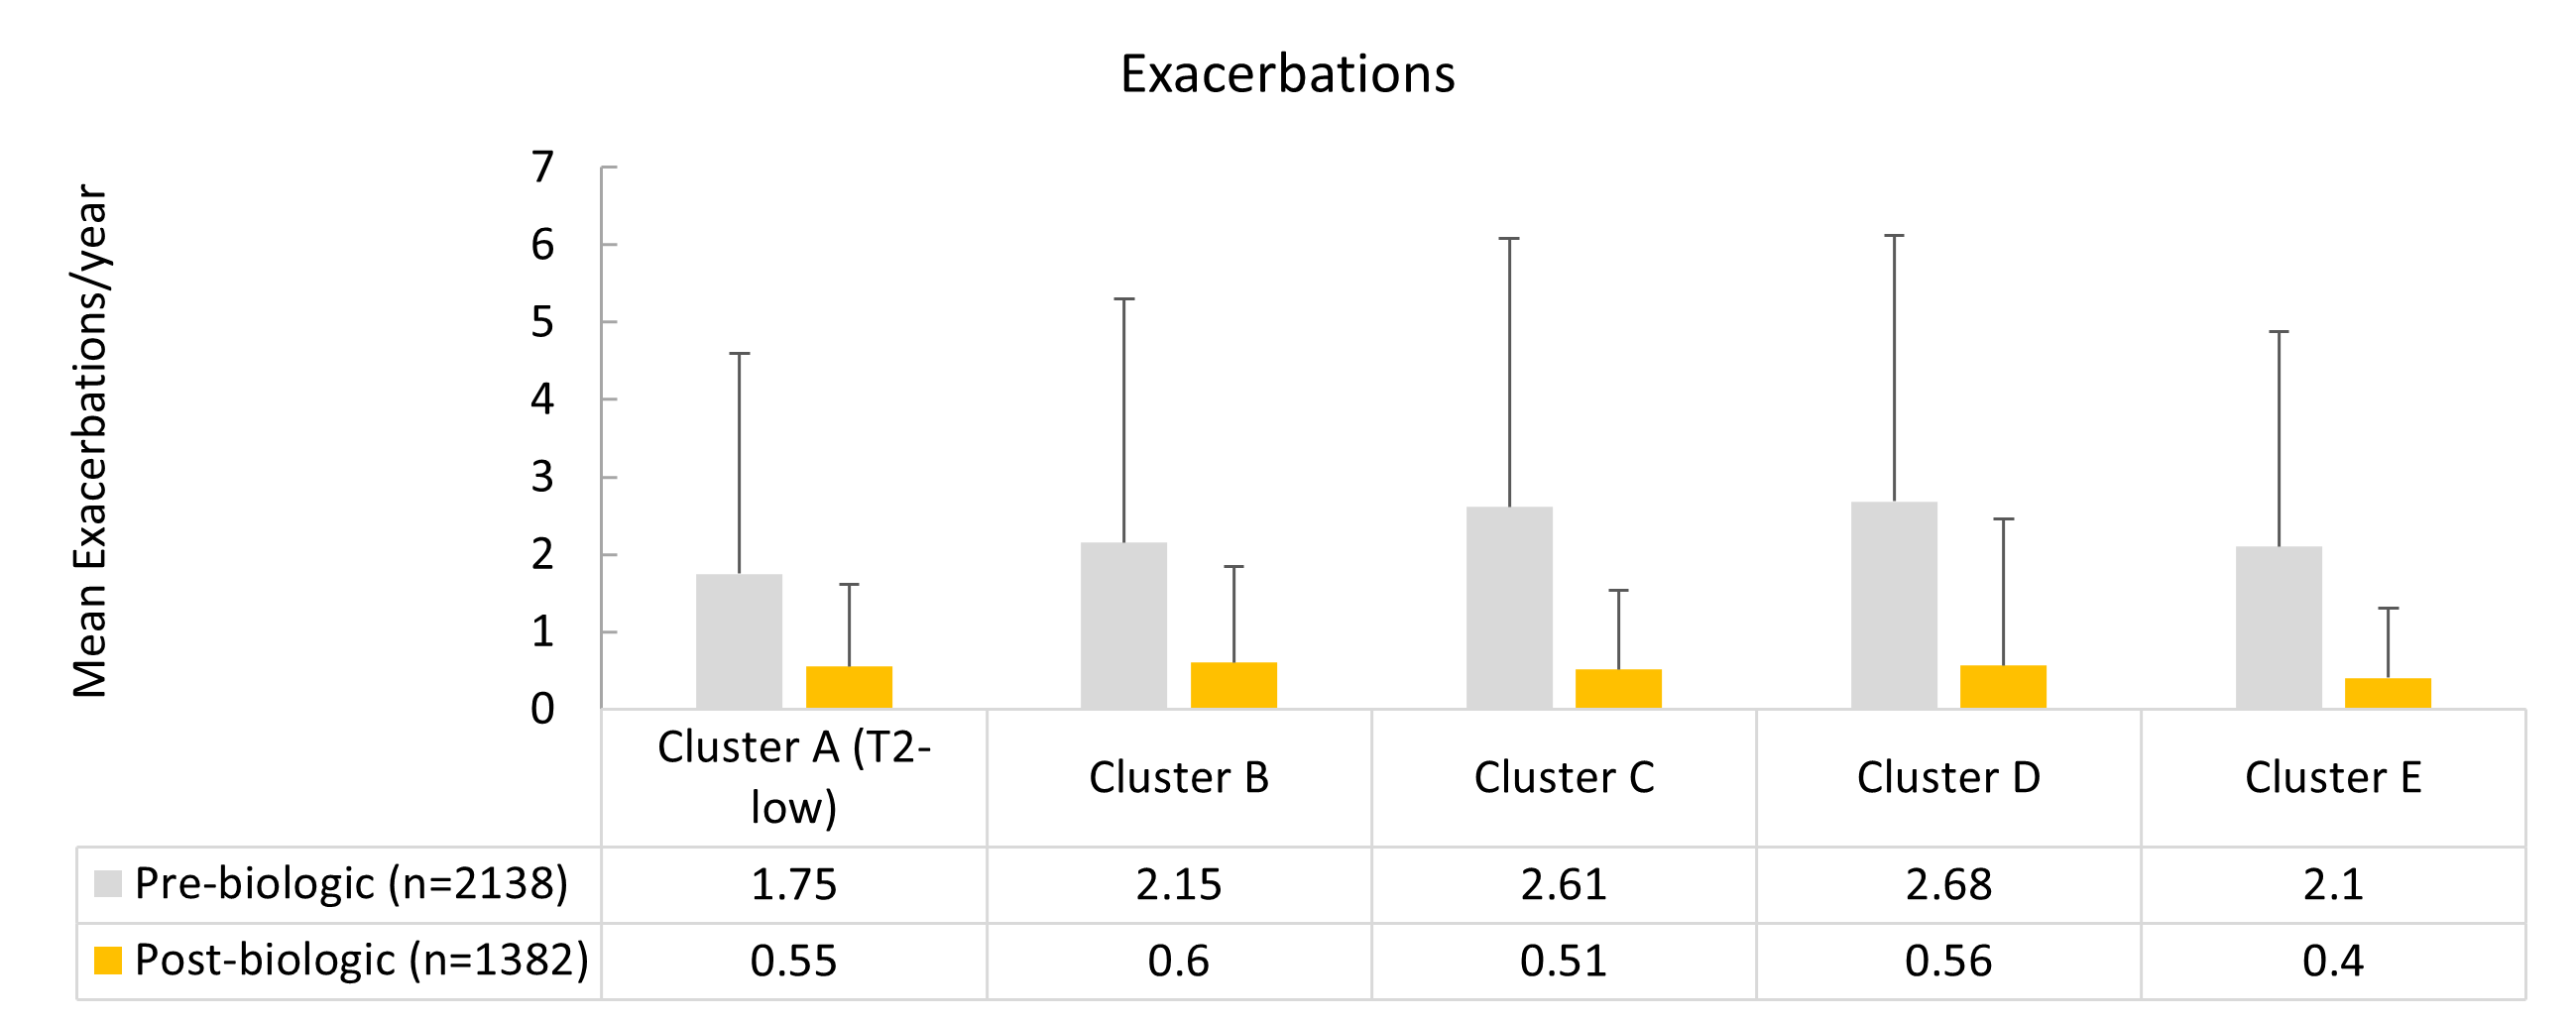 Exacerbations
Mean Exacerbations/year
7
6
5
4
3
2
1
0
Cluster A (T2-
low)
Cluster B
Cluster C
Cluster D
Cluster E
Pre-biologic (n=2138) 1.75 2.15 2.61 2.68 2.1
Post-biologic (n=1382) 0.55 0.6 0.51 0.56 0.4